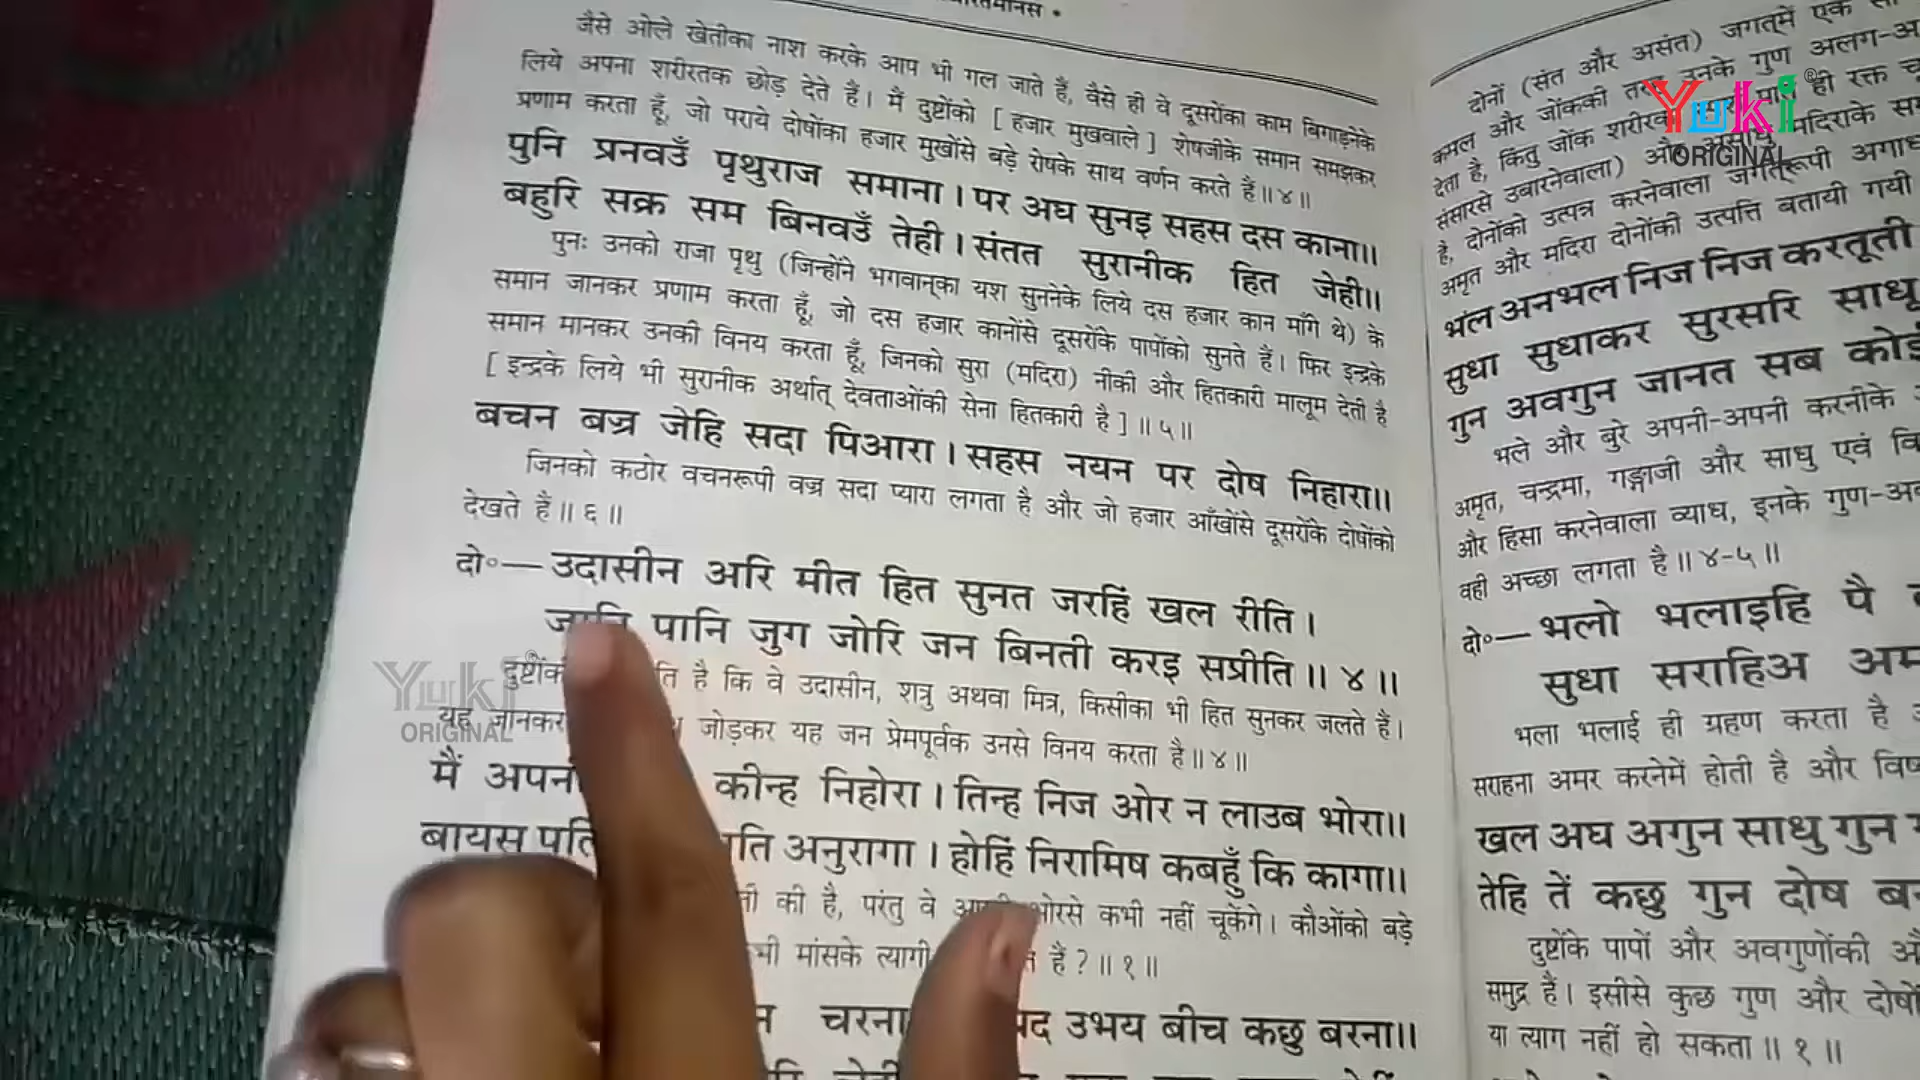 जैसे ओले खेतीका नाश करके आप भी गल जाते हैं, वैसे ही वे दूसरोंका काम बिगाड़नेके
लिये अपना शरीरतक छोड़ देते हैं। मैं दुष्टोंको [ हजार मुखवाले ] शेषजीके समान समझकर
प्रणाम करता हूँ, जो पराये दोषोंका हजार मुखोंसे बड़े रोषके साथ वर्णन करते हैं॥ ४॥
पुनि प्रनवउँ पृथुराज समाना। पर अघ सुनइ सहस दस काना॥
बहुरि सक्र सम बिनवउँ तेही। संतत सुरानीक हित जेही॥
पुनः उनको राजा पृथु (जिन्होंने भगवान्‌का यश सुननेके लिये दस हजार कान माँगे थे) के
समान जानकर प्रणाम करता हूँ, जो दस हजार कानोंसे दूसरोंके पापोंको सुनते हैं। फिर इन्द्रके
समान मानकर उनकी विनय करता हूँ, जिनको सुरा (मदिरा) नीकी और हितकारी मालूम देती है
[ इन्द्रके लिये भी सुरानीक अर्थात् देवताओंकी सेना हितकारी है ]॥ ५॥
बचन बज्र जेहि सदा पिआरा। सहस नयन पर दोष निहारा॥
जिनको कठोर वचनरूपी वज्र सदा प्यारा लगता है और जो हजार आँखोंसे दूसरोंके दोषोंको
देखते हैं॥ ६॥
दो०—उदासीन अरि मीत हित सुनत जरहिं खल रीति।
पानि जुग जोरि जन बिनती करइ सप्रीति॥ ४॥
है कि वे उदासीन, शत्रु अथवा मित्र, किसीका भी हित सुनकर जलते हैं।
यह जानकर जोड़कर यह जन प्रेमपूर्वक उनसे विनय करता है॥ ४॥
मैं कीन्ह निहोरा। तिन्ह निज ओर न लाउब भोरा॥
बायस अनुरागा। होहिं निरामिष कबहुँ कि कागा॥
की है, परंतु वे कभी नहीं चूकेंगे। कौओंको बड़े
मांसके त्यागी हैं ?॥ १॥
उभय बीच कछु बरना॥
दोनों (संत और असंत) जगत्‌में एक
कमल और जोंककी उनके गुण
देता है, किंतु जोंक ही रक्त
संसारसे उबारनेवाला) और मदिराके
है, दोनोंको उत्पन्न करनेवाला जगत्‌रूपी अगाध
अमृत और मदिरा दोनोंकी उत्पत्ति बतायी गयी
भल अनभल निज निज करतूती
सुधा सुधाकर सुरसरि साधू
गुन अवगुन जानत सब कोई
भले और बुरे अपनी-अपनी करनीके
अमृत, चन्द्रमा, गङ्गाजी और साधु एवं
और हिंसा करनेवाला व्याध, इनके
वही अच्छा लगता है॥ ४-५॥
दो०—भलो भलाइहि पै
सुधा सराहिअ
भला भलाई ही ग्रहण करता है
सराहना अमर करनेमें होती है और
खल अघ अगुन साधु गुन
तेहि तें कछु गुन दोष
दुष्टोंके पापों और अवगुणोंकी
समुद्र हैं। इसीसे कुछ गुण और
या त्याग नहीं हो सकता॥ १॥
Yuki ®
ORIGINAL
Yuki ®
ORIGINAL